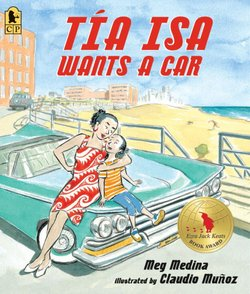 CP
TÍA ISA
WANTS A CAR
Ezra Jack Keats
BOOK AWARD
Meg Medina
illustrated by Claudio Muñoz